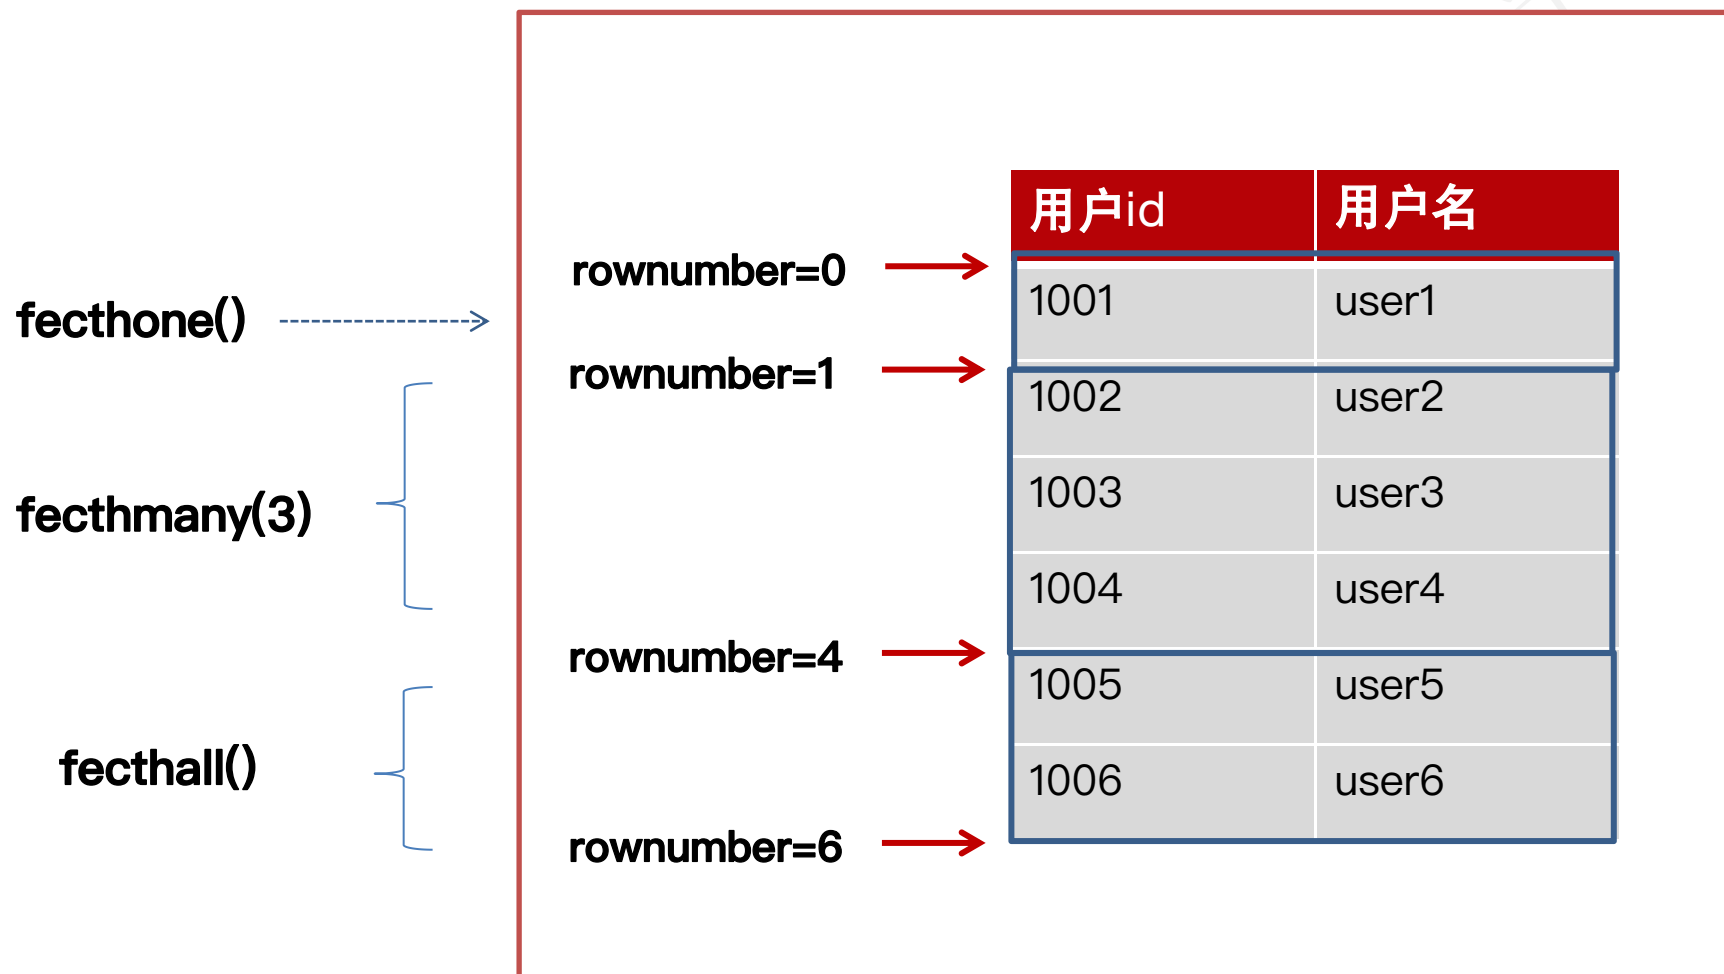 fecthone()
fecthmany(3)
fecthall()
rownumber=0
rownumber=1
rownumber=4
rownumber=6
用户id 用户名
1001 user1
1002 user2
1003 user3
1004 user4
1005 user5
1006 user6